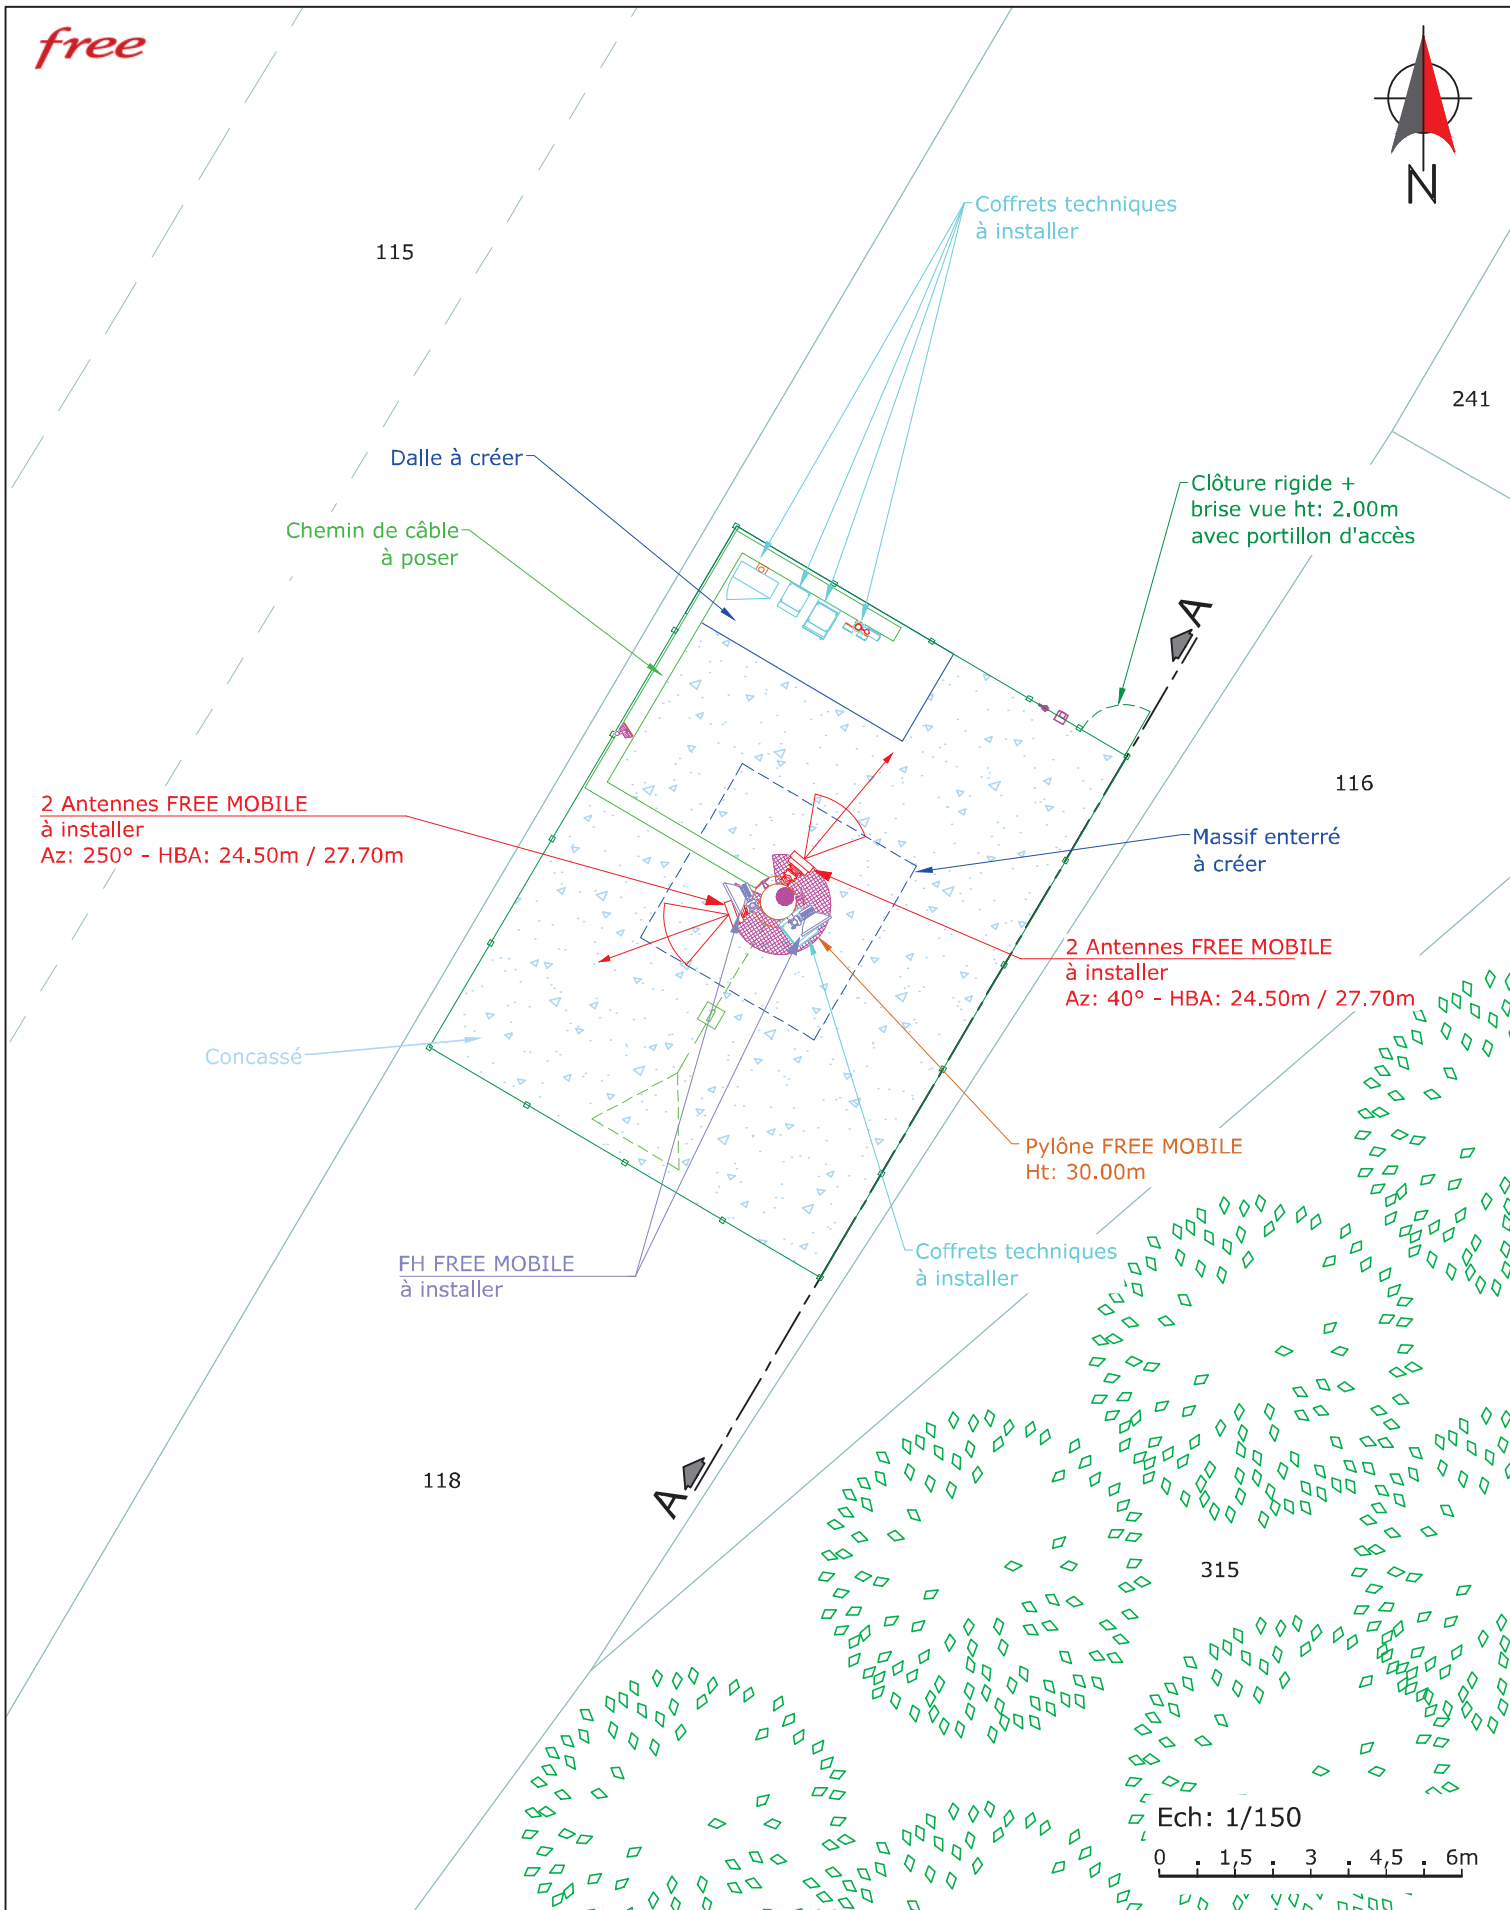 free
N
Coffrets techniques
à installer
115
241
Dalle à créer
Clôture rigide +
brise vue ht: 2.00m
avec portillon d'accès
Chemin de câble
à poser
A
116
2 Antennes FREE MOBILE
à installer
Az: 250° - HBA: 24.50m / 27.70m
Massif enterré
à créer
2 Antennes FREE MOBILE
à installer
Az: 40° - HBA: 24.50m / 27.70m
Concassé
Pylône FREE MOBILE
Ht: 30.00m
FH FREE MOBILE
à installer
Coffrets techniques
à installer
118
A
315
Ech: 1/150
0 1,5 3 4,5 6m